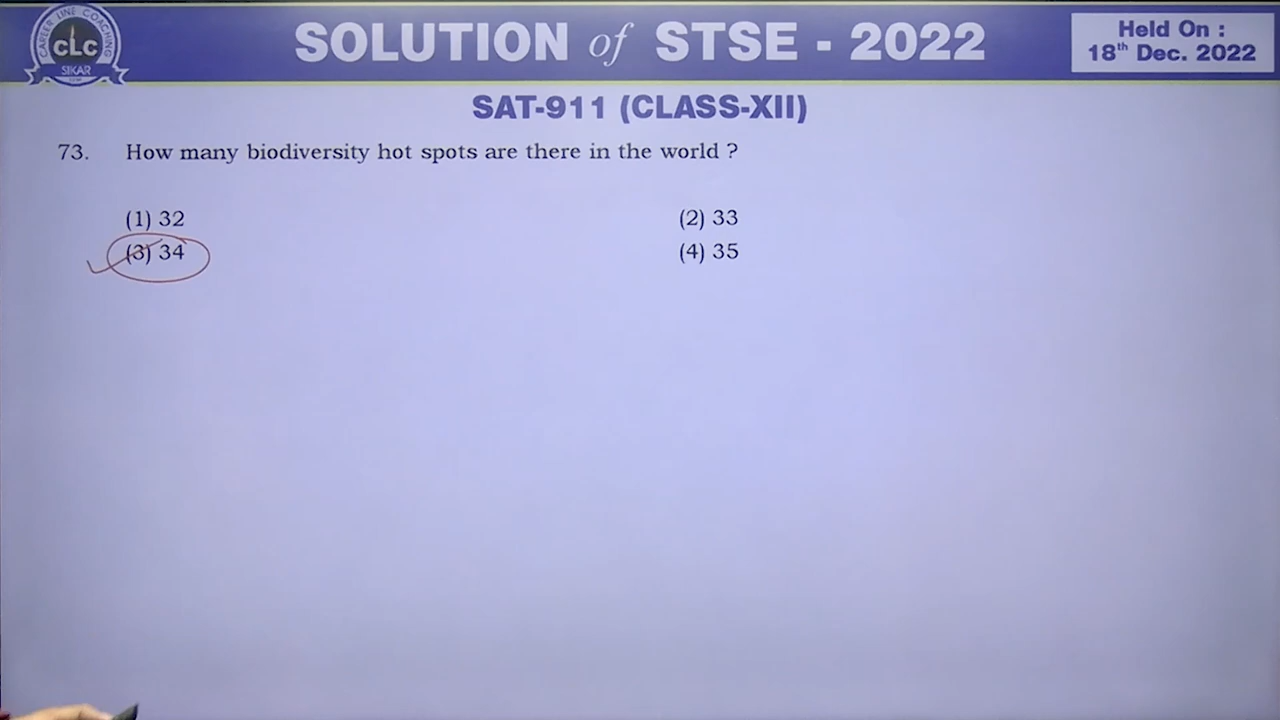 CAREER LINE COACHING
CLC
SIKAR
SOLUTION of STSE - 2022
Held On :
18th Dec. 2022
SAT-911 (CLASS-XII)
73. How many biodiversity hot spots are there in the world ?
(1) 32 (2) 33
(3) 34 (4) 35